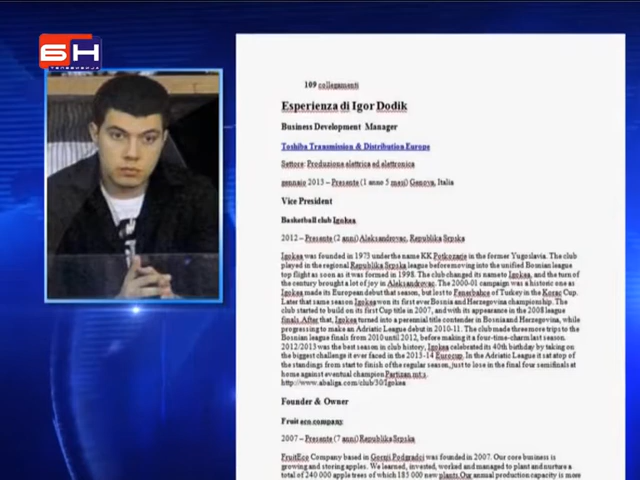 БН
ТЕЛЕВИЗИЈА
109 collegamenti
Esperienza di Igor Dodik
Business Development Manager
Toshiba Transmission & Distribution Europe
Settore: Produzione elettrica ed elettronica
gennaio 2013 – Presente (1 anno 5 mesi) Genova, Italia
Vice President
Basketball club Igokea
2012 – Presente (2 anni) Aleksandrovac, Republika Srpska
Igokea was founded in 1973 under the name KK Potkozarje in the former Yugoslavia. The club
played in the regional Republika Srpska league before moving into the unified Bosnian league
top flight as soon as it was formed in 1998. The club changed its name to Igokea, and the turn of
the century brought a lot of joy in Aleksandrovac. The 2000-01 campaign was a historic one as
Igokea made its European debut that season, but lost to Fenerbahce of Turkey in the Korac Cup.
Later that same season Igokea won its first ever Bosnia and Herzegovina championship. The
club started to build on its first Cup title in 2007, and with its appearance in the 2008 league
finals. After that, Igokea turned into a perennial title contender in Bosnia and Herzegovina, while
progressing to make an Adriatic League debut in 2010-11. The club made three more trips to the
Bosnian league finals from 2010 until 2012, before making it a four-time-charm last season.
2012/2013 was the best season in club history, Igokea celebrated its 40th birthday by taking on
the biggest challenge it ever faced in the 2013-14 Eurocup. In the Adriatic League it sat atop of
the standings from start to finish of the regular season, just to lose in the final four semifinals at
home against eventual champion Partizan mt:s.
http://www.abaliga.com/club/30/Igokea
Founder & Owner
Fruit eco company
2007 – Presente (7 anni) Republika Srpska
FruitEco Company based in Gornji Podgradci was founded in 2007. Our core business is
growing and storing apples. We learned, invested, worked and managed to plant and nurture a
total of 240 000 apple trees of which 185 000 new plants. Our annual production capacity is more